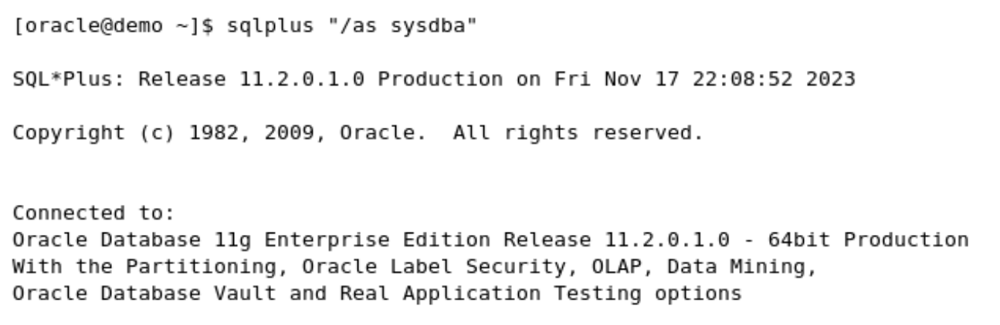 [oracle@demo ~]$ sqlplus "/as sysdba"
SQL*Plus: Release 11.2.0.1.0 Production on Fri Nov 17 22:08:52 2023
Copyright (c) 1982, 2009, Oracle.  All rights reserved.
Connected to:
Oracle Database 11g Enterprise Edition Release 11.2.0.1.0 - 64bit Production
With the Partitioning, Oracle Label Security, OLAP, Data Mining,
Oracle Database Vault and Real Application Testing options